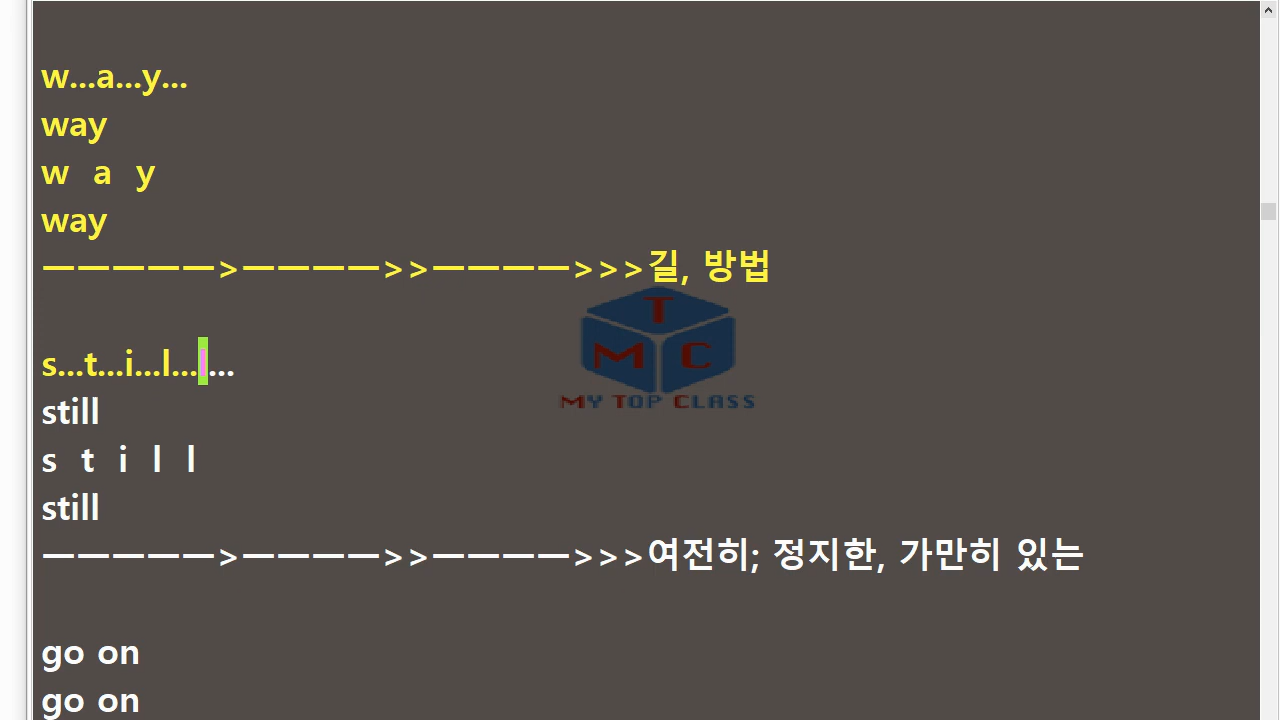 w...a...y...
way
w a y
way
—————>————>>————>>>길, 방법
T
M C
MY TOP CLASS
s...t...i...l...l...
still
s t i l l
still
—————>————>>————>>>여전히; 정지한, 가만히 있는
go on
go on